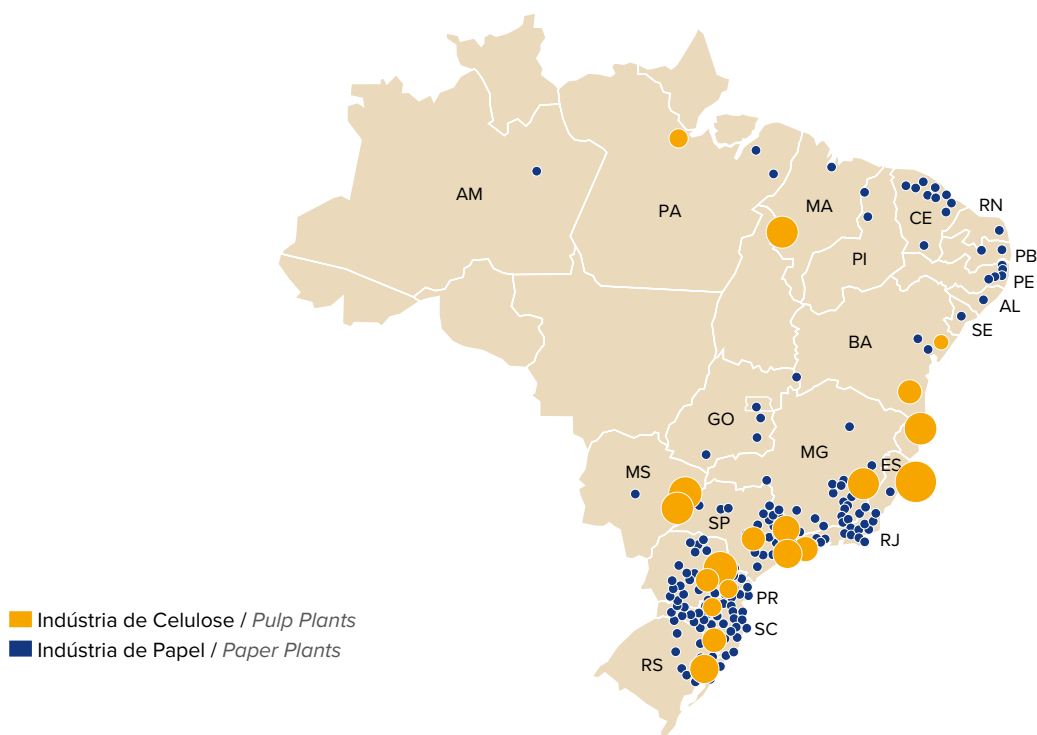 AM
PA
MA
CE
RN
PI
PB
PE
AL
SE
BA
GO
MG
MS
ES
SP
RJ
PR
SC
RS
Indústria de Celulose / Pulp Plants
Indústria de Papel / Paper Plants